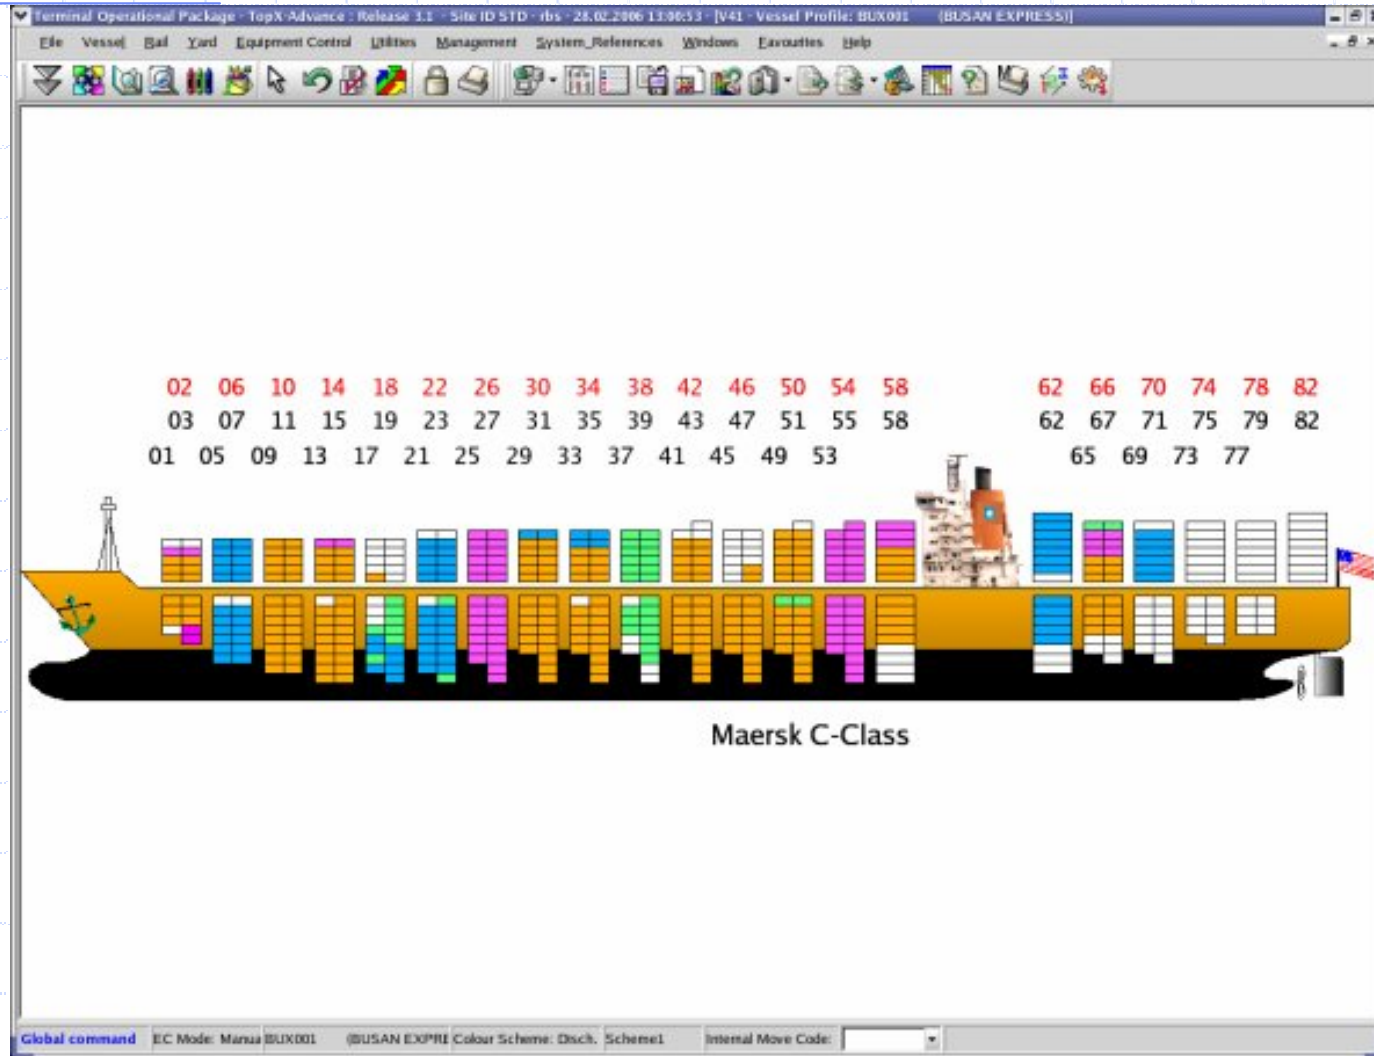 Terminal Operational Package - TopX-Advance : Release 3.1 - Site ID STD - rbs - 28.02.2006 13:00:53 - [V41 - Vessel Profile: BUX001 (BUSAN EXPRESS)]
File Vessel Rail Yard Equipment Control Utilities Management System_References Windows Favourites Help
02 06 10 14 18 22 26 30 34 38 42 46 50 54 58 62 66 70 74 78 82
03 07 11 15 19 23 27 31 35 39 43 47 51 55 58 62 67 71 75 79 82
01 05 09 13 17 21 25 29 33 37 41 45 49 53 65 69 73 77
Maersk C-Class
Global command EC Mode: Manua BUX001 (BUSAN EXPRE Colour Scheme: Disch. Scheme1 Internal Move Code: